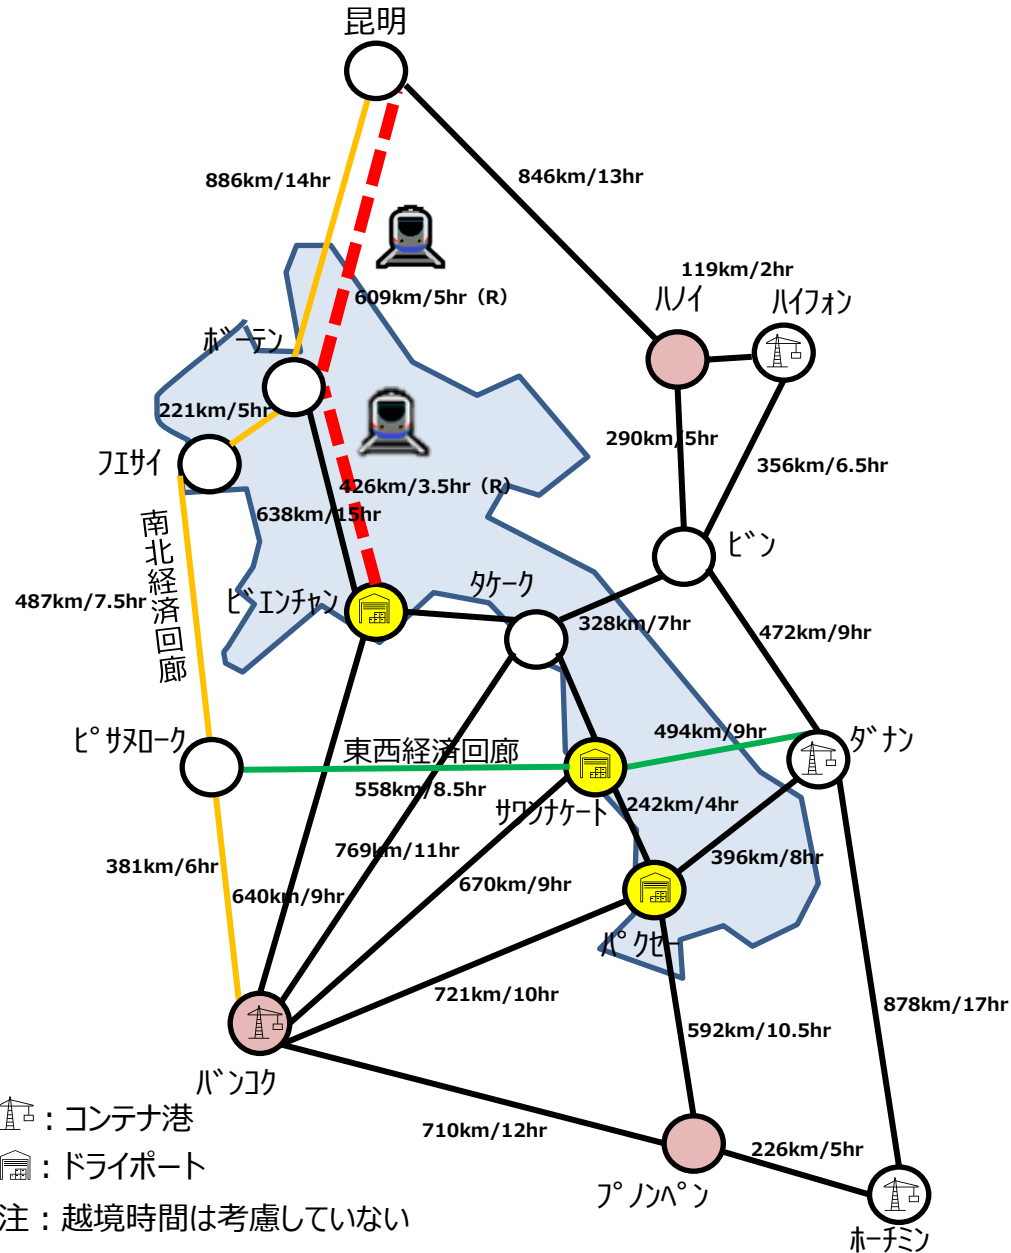 昆明
886km/14hr
846km/13hr
119km/2hr
ﾊﾉｲ
ﾊｲﾌｫﾝ
609km/5hr（R）
ﾎﾞｰﾃﾝ
221km/5hr
290km/5hr
356km/6.5hr
ﾌｴｻｲ
426km/3.5hr（R）
638km/15hr
南北経済回廊
ﾋﾞﾝ
ﾀｹｰｸ
487km/7.5hr
ﾋﾞｴﾝﾁｬﾝ
328km/7hr
472km/9hr
ﾋﾟｻﾇﾛｰｸ
東西経済回廊
494km/9hr
ﾀﾞﾅﾝ
558km/8.5hr
ｻﾜﾝﾅｹｰﾄ
242km/4hr
381km/6hr
769km/11hr
396km/8hr
640km/9hr
670km/9hr
ﾊﾟｸｾｰ
721km/10hr
592km/10.5hr
878km/17hr
ﾊﾞﾝｺｸ
：コンテナ港
710km/12hr
226km/5hr
：ドライポート
ﾌﾟﾉﾝﾍﾟﾝ
注：越境時間は考慮していない
ﾎｰﾁﾐﾝ